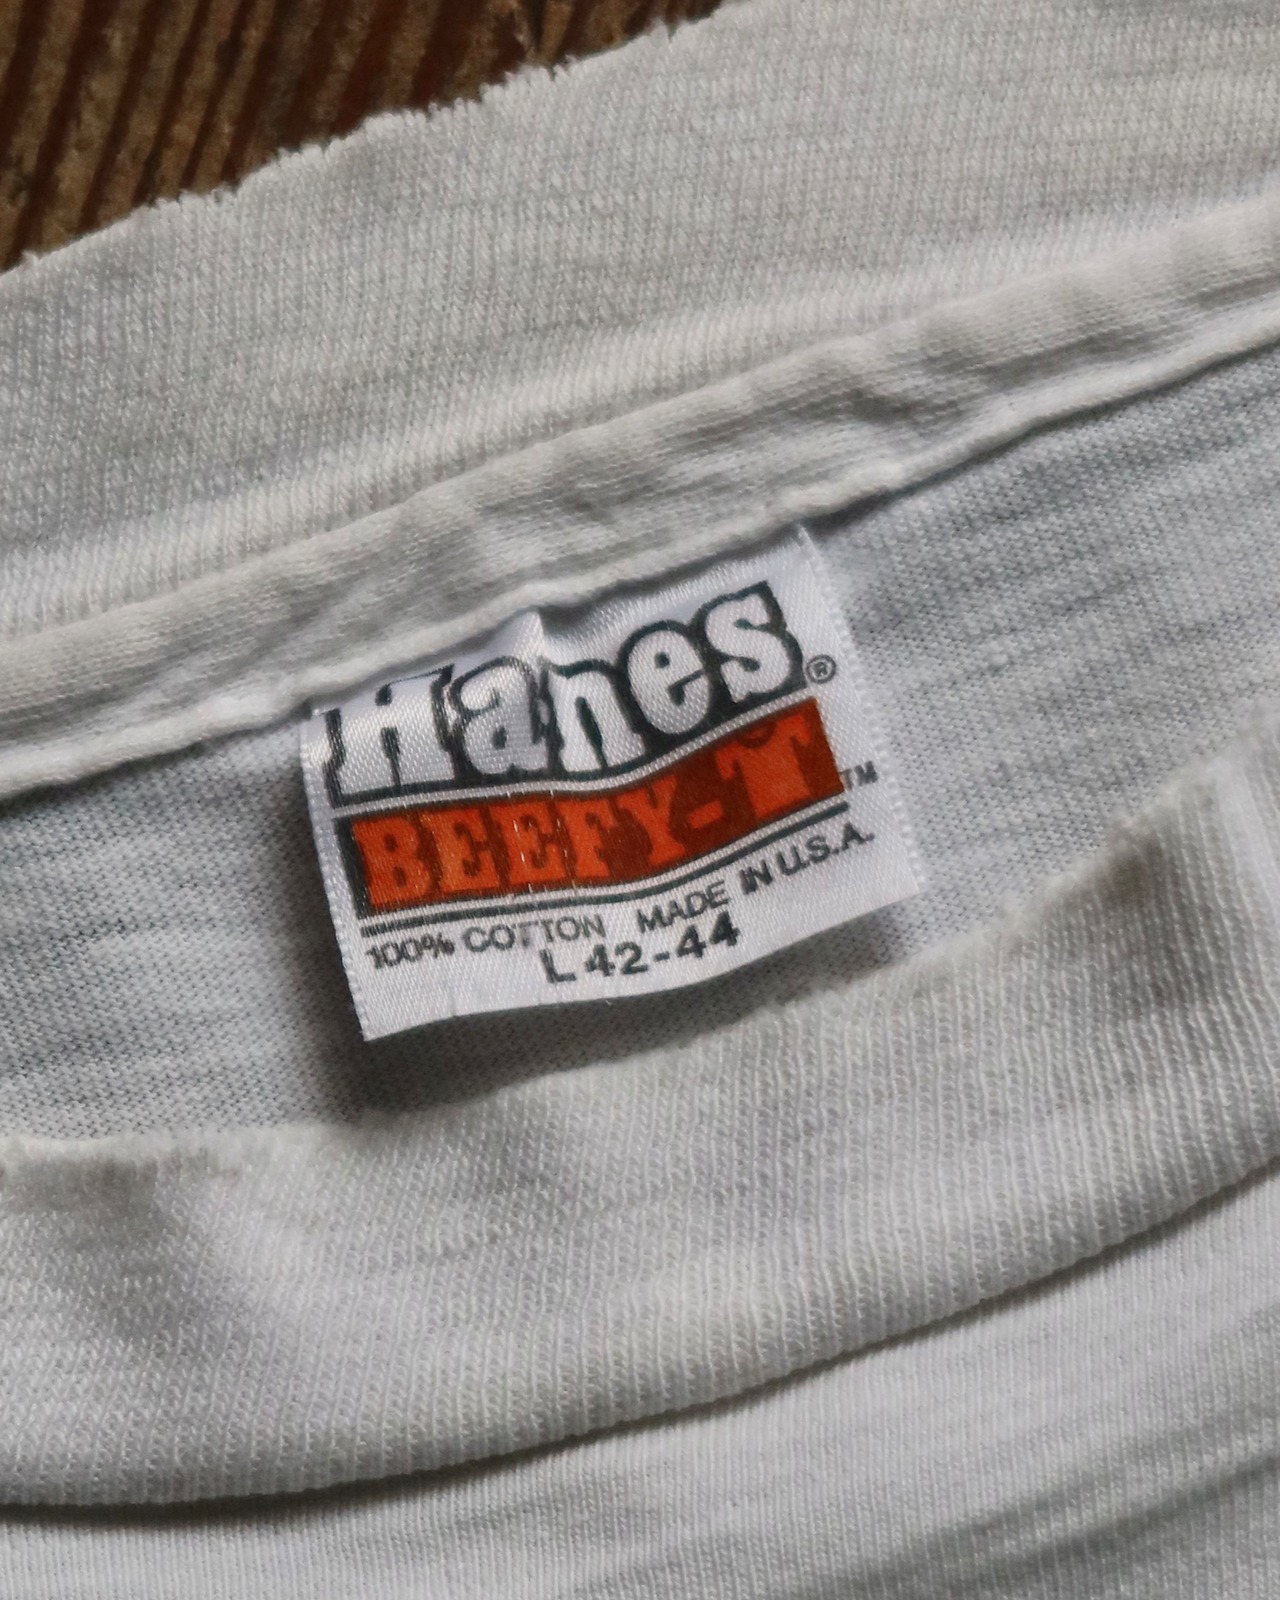 Hanes®
BEEFY-T™
100% COTTON MADE IN U.S.A.
L 42-44